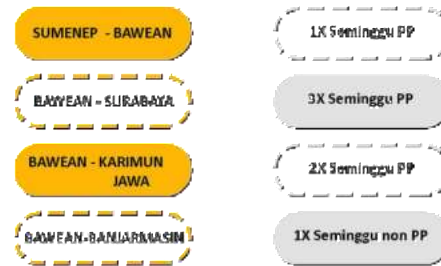 SUMENEP - BAWEAN
1X Seminggu PP
BAWEAN - SURABAYA
3X Seminggu PP
BAWEAN - KARIMUN
JAWA
2X Seminggu PP
BAWEAN-BANJARMASIN
1X Seminggu non PP